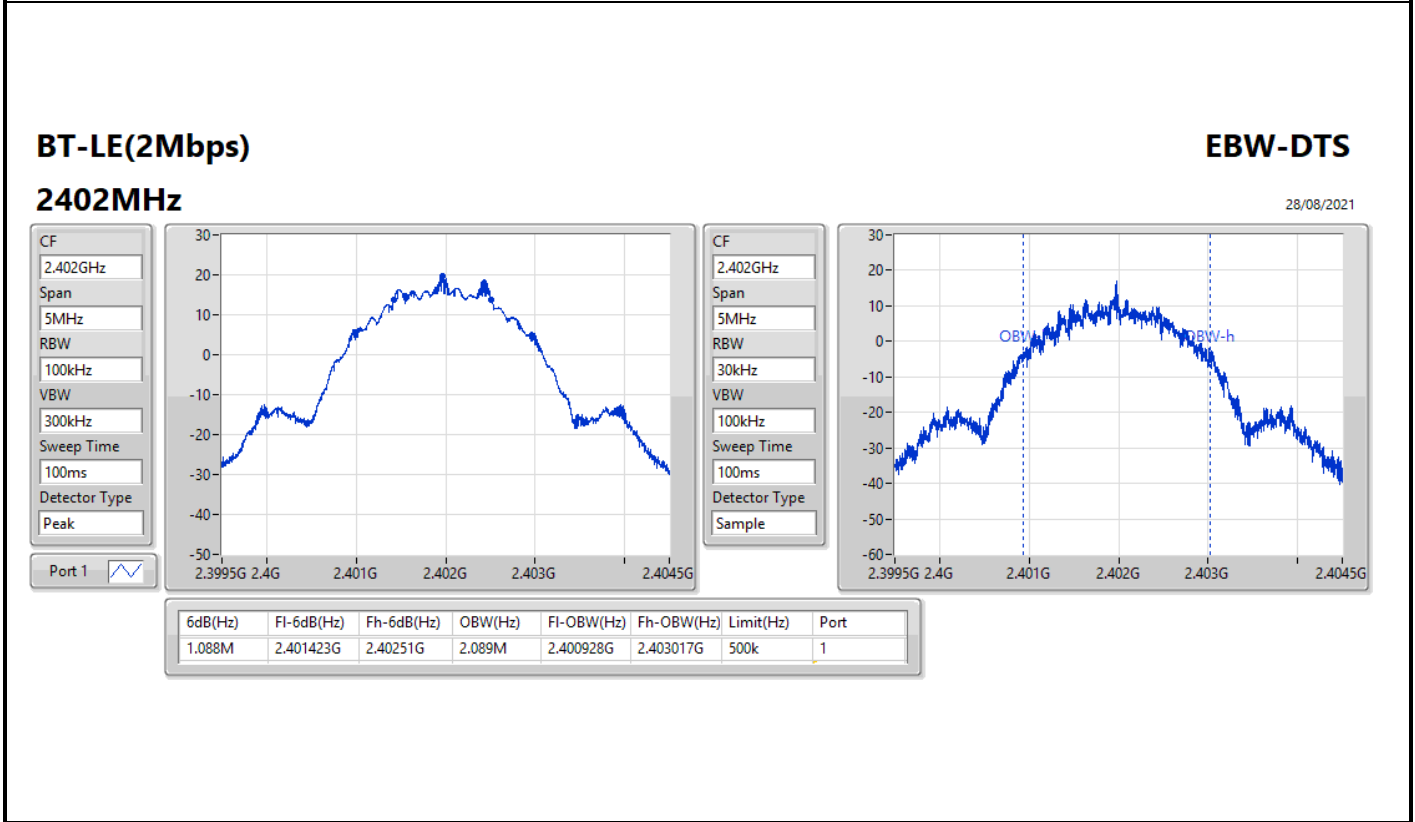 BT-LE(2Mbps)
EBW-DTS
2402MHz
28/08/2021
CF
2.402GHz
Span
5MHz
RBW
100kHz
VBW
300kHz
Sweep Time
100ms
Detector Type
Peak
Port 1
30
20
10
0
-10
-20
-30
-40
-50
2.3995G 2.4G 2.401G 2.402G 2.403G 2.4045G
CF
2.402GHz
Span
5MHz
RBW
30kHz
VBW
100kHz
Sweep Time
100ms
Detector Type
Sample
30
20
10
0
-10
-20
-30
-40
-50
-60
OBW-h
2.3995G 2.4G 2.401G 2.402G 2.403G 2.4045G
6dB(Hz) Fl-6dB(Hz) Fh-6dB(Hz) OBW(Hz) Fl-OBW(Hz) Fh-OBW(Hz) Limit(Hz) Port
1.088M 2.401423G 2.40251G 2.089M 2.400928G 2.403017G 500k 1